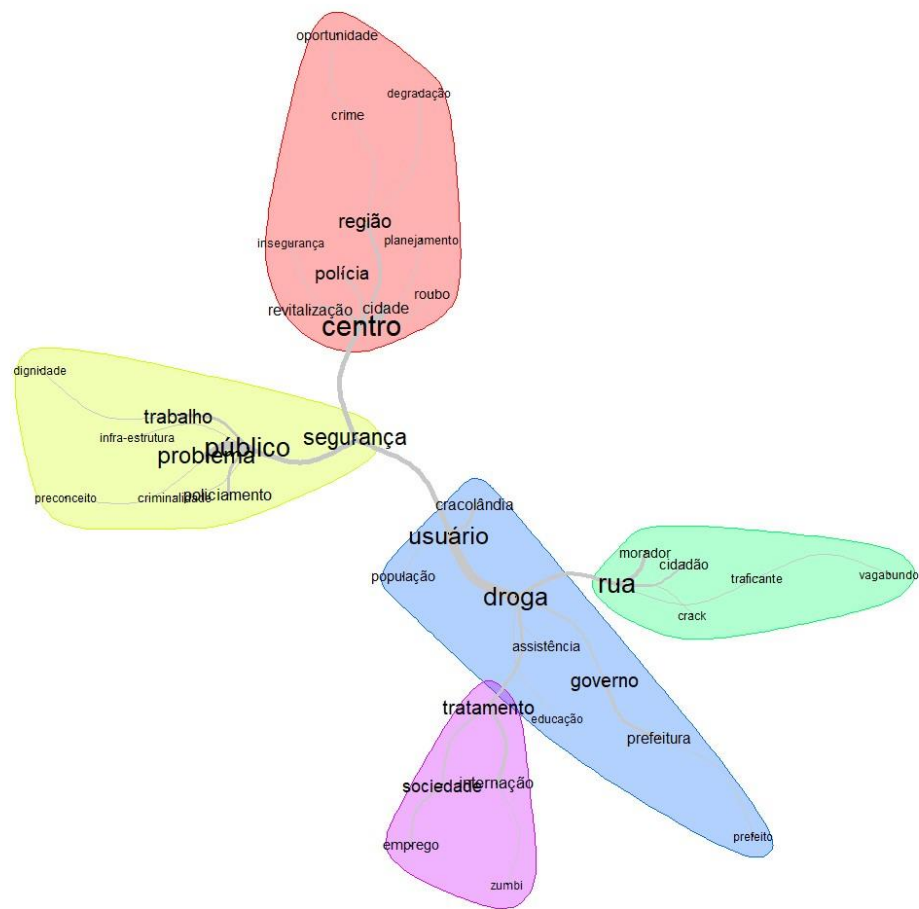 oportunidade
degradação
crime
região
insegurança
planejamento
polícia
roubo
revitalização
cidade
centro
dignidade
trabalho
infra-estrutura
público
problema
segurança
preconceito
criminalidade
policiamento
cracolândia
usuário
população
droga
morador
cidadão
rua
traficante
vagabundo
crack
assistência
governo
tratamento
educação
prefeitura
sociedade
internação
emprego
prefeito
zumbi